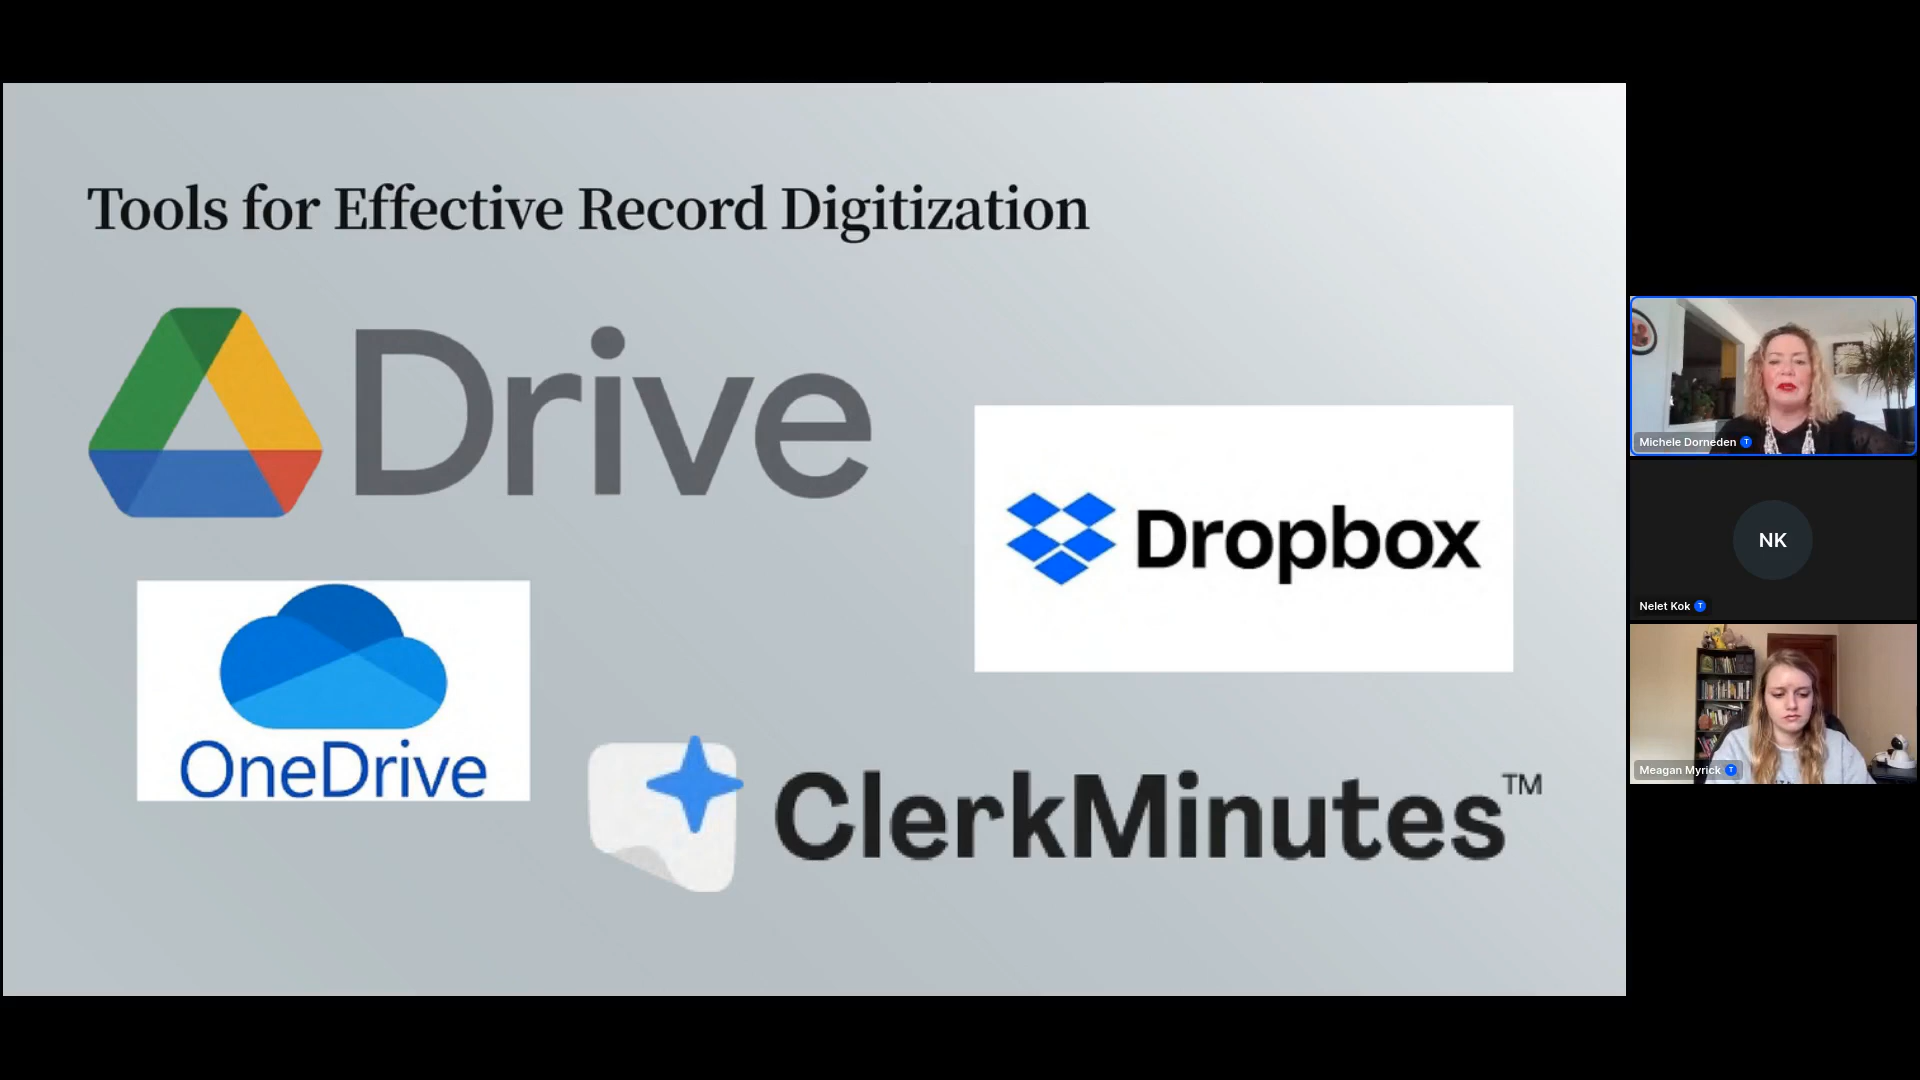 Tools for Effective Record Digitization
Drive
Dropbox
OneDrive
ClerkMinutes™
Michele Dorneden T
NK
Nelet Kok T
Meagan Myrick T